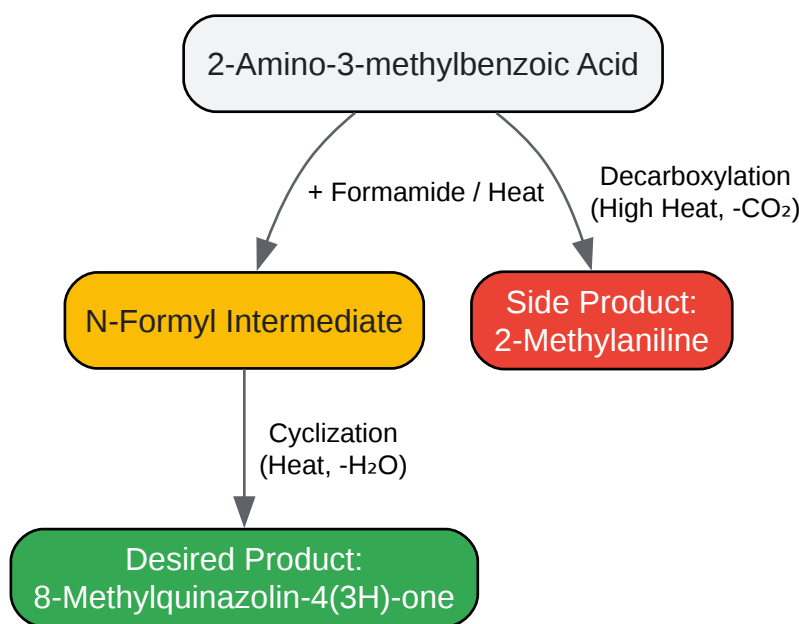 2-Amino-3-methylbenzoic Acid
+ Formamide / Heat
Decarboxylation
(High Heat, -CO₂)
N-Formyl Intermediate
Side Product:
2-Methylaniline
Cyclization
(Heat, -H₂O)
Desired Product:
8-Methylquinazolin-4(3H)-one